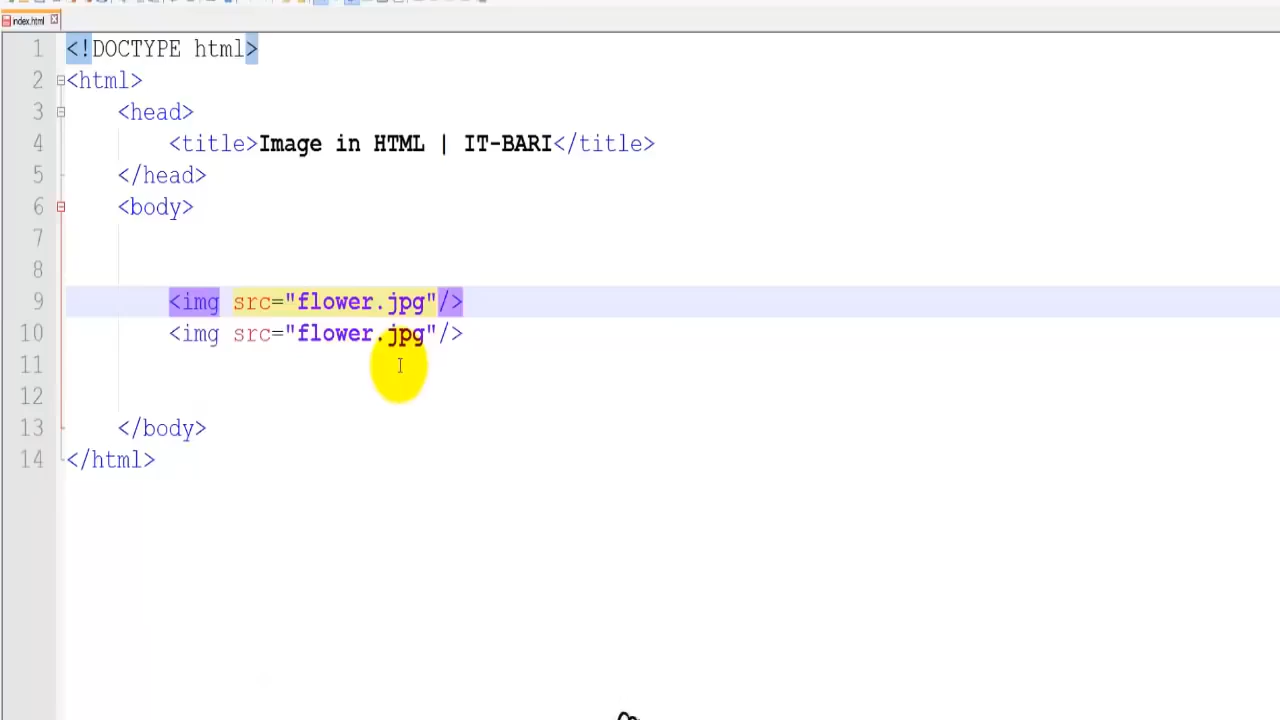 index.html
1 <!DOCTYPE html>
2 <html>
3 <head>
4 <title>Image in HTML | IT-BARI</title>
5 </head>
6 <body>
7
8
9 <img src="flower.jpg"/>
10 <img src="flower.jpg"/>
11
12
13 </body>
14 </html>